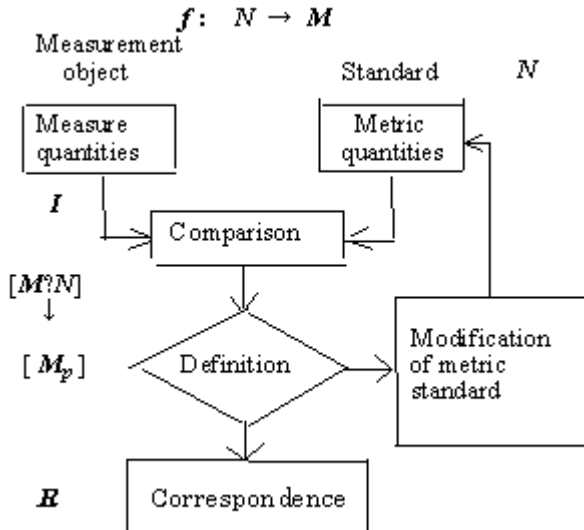 f: N → M
Measurement
object
Standard
N
Measure
quantities
Metric
quantities
I
Comparison
[M?N]
↓
[Mp]
Definition
Modification
of metric
standard
R
Correspondence